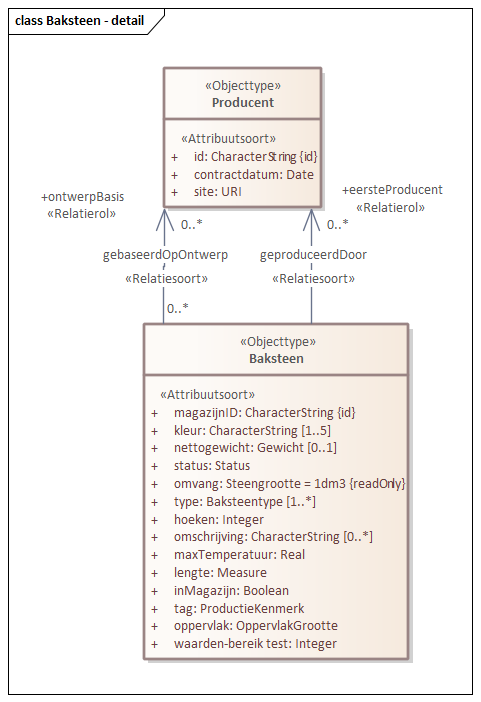 class Baksteen - detail
«Objecttype»
Producent
«Attribuutsoort»
+ id: CharacterString {id}
+ contractdatum: Date
+ site: URI
+ontwerpBasis
«Relatierol»
0..*
+eersteProducent
«Relatierol»
0..*
gebaseerdOpOntwerp
«Relatiesoort»
geproduceerdDoor
«Relatiesoort»
0..*
«Objecttype»
Baksteen
«Attribuutsoort»
+ magazijnID: CharacterString {id}
+ kleur: CharacterString [1..5]
+ nettogewicht: Gewicht [0..1]
+ status: Status
+ omvang: Steengrootte = 1dm3 {readOnly}
+ type: Baksteentype [1..*]
+ hoeken: Integer
+ omschrijving: CharacterString [0..*]
+ maxTemperatuur: Real
+ lengte: Measure
+ inMagazijn: Boolean
+ tag: ProductieKenmerk
+ oppervlak: OppervlakGrootte
+ waarden-bereik test: Integer